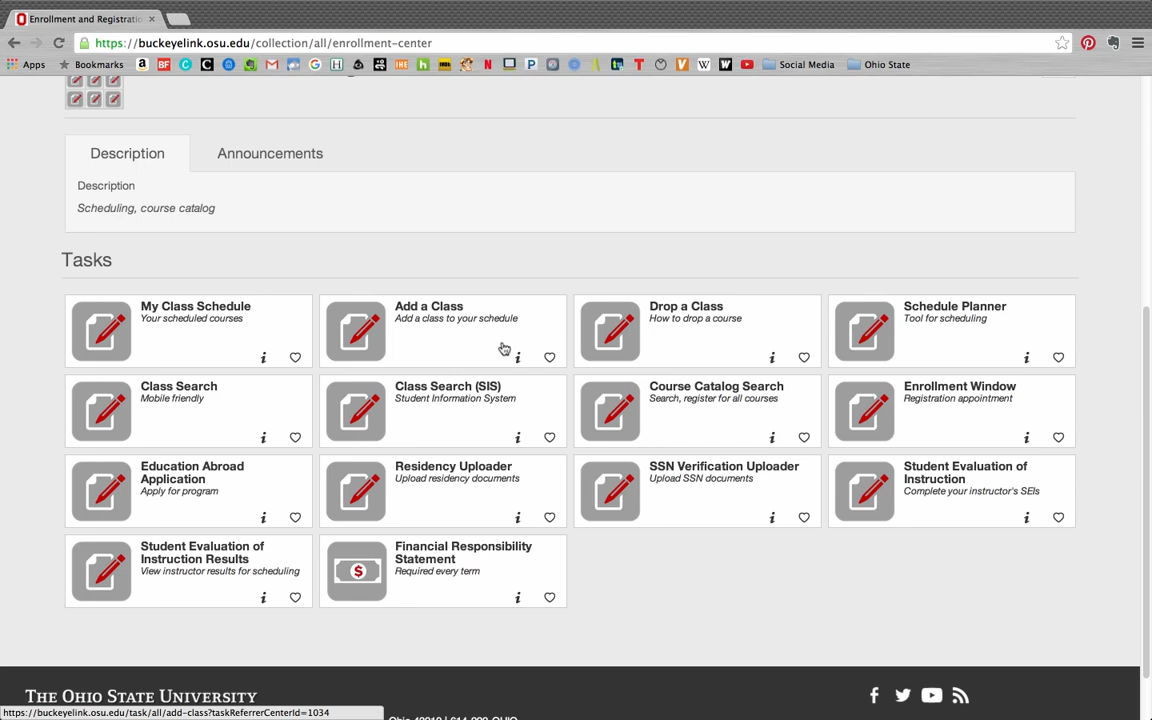 Enrollment and Registrati
https://buckeyelink.osu.edu/collection/all/enrollment-center
Apps Bookmarks Social Media Ohio State
Description Announcements
Description
Scheduling, course catalog
Tasks
My Class Schedule
Your scheduled courses
Add a Class
Add a class to your schedule
Drop a Class
How to drop a course
Schedule Planner
Tool for scheduling
Class Search
Mobile friendly
Class Search (SIS)
Student Information System
Course Catalog Search
Search, register for all courses
Enrollment Window
Registration appointment
Education Abroad
Application
Apply for program
Residency Uploader
Upload residency documents
SSN Verification Uploader
Upload SSN documents
Student Evaluation of
Instruction
Complete your instructor's SEIs
Student Evaluation of
Instruction Results
View instructor results for scheduling
Financial Responsibility
Statement
Required every term
THE OHIO STATE UNIVERSITY
https://buckeyelink.osu.edu/task/all/add-class?taskReferrerCenterId=1034